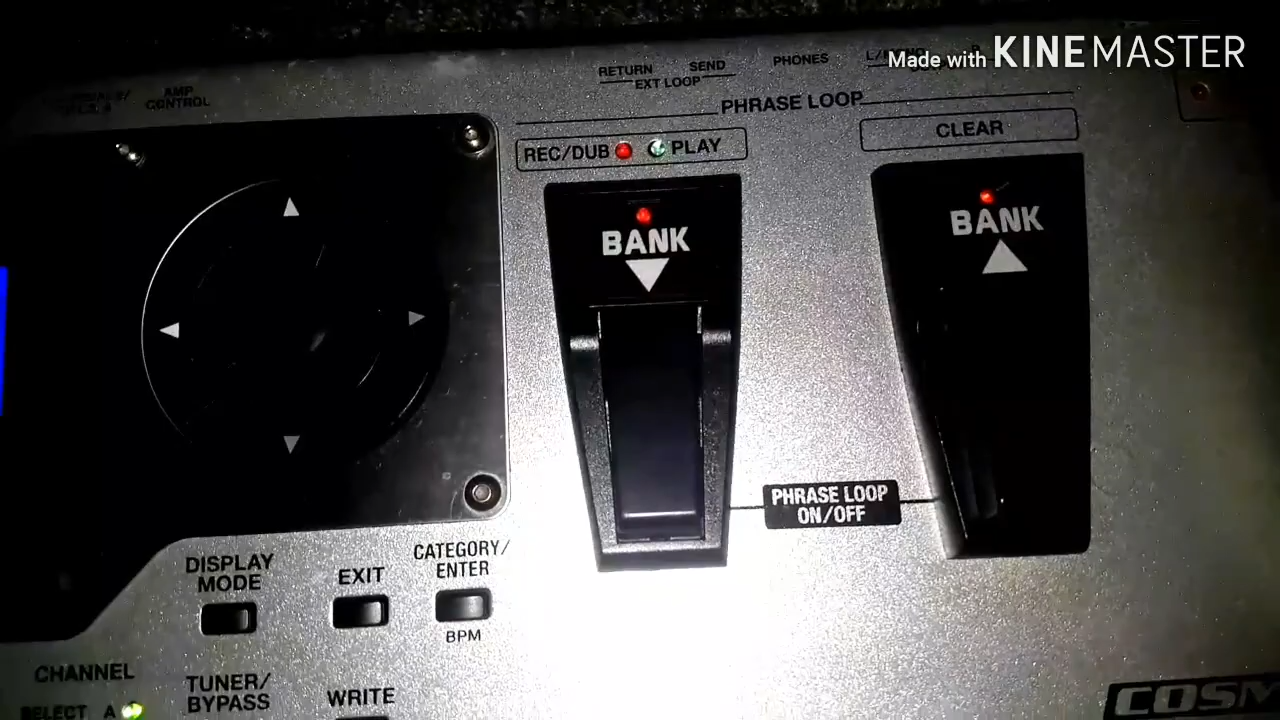 Made with KINEMASTER
RETURN SEND
EXT LOOP
PHONES
AMP
CONTROL
PHRASE LOOP
REC/DUB PLAY
CLEAR
BANK
BANK
PHRASE LOOP
ON/OFF
DISPLAY
MODE
EXIT
CATEGORY/
ENTER
BPM
CHANNEL
SELECT A
TUNER/
BYPASS
WRITE
COSM